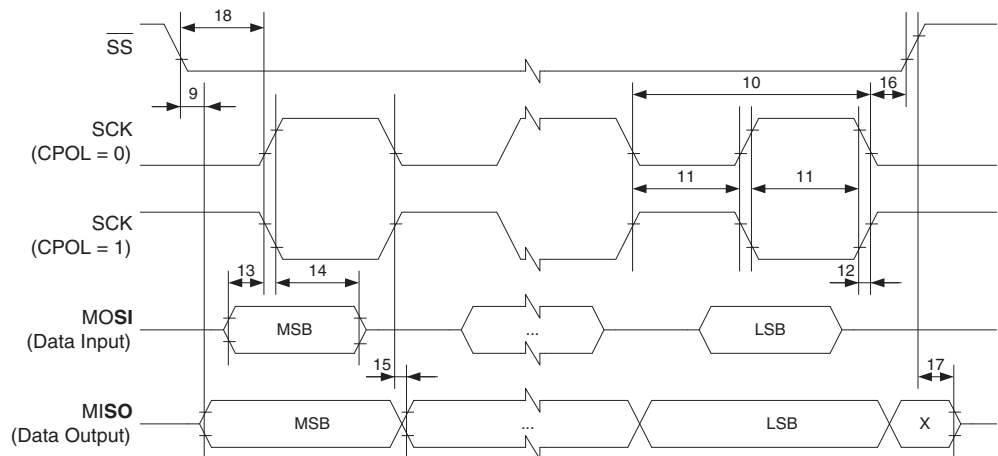 18
SS
9
10
16
SCK
(CPOL = 0)
11
11
SCK
(CPOL = 1)
13
14
12
MOSI
(Data Input)
MSB
...
LSB
15
17
MISO
(Data Output)
MSB
...
LSB
X